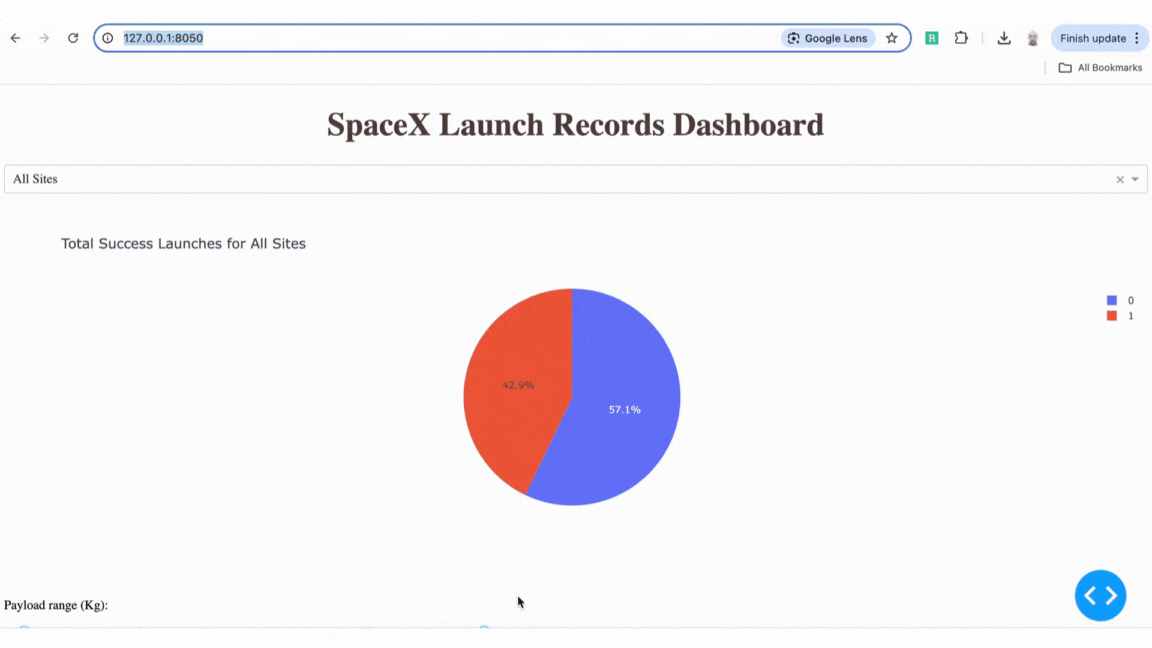 127.0.0.1:8050
Google Lens
R
Finish update
All Bookmarks
SpaceX Launch Records Dashboard
All Sites
Total Success Launches for All Sites
0
1
42.9%
57.1%
Payload range (Kg):